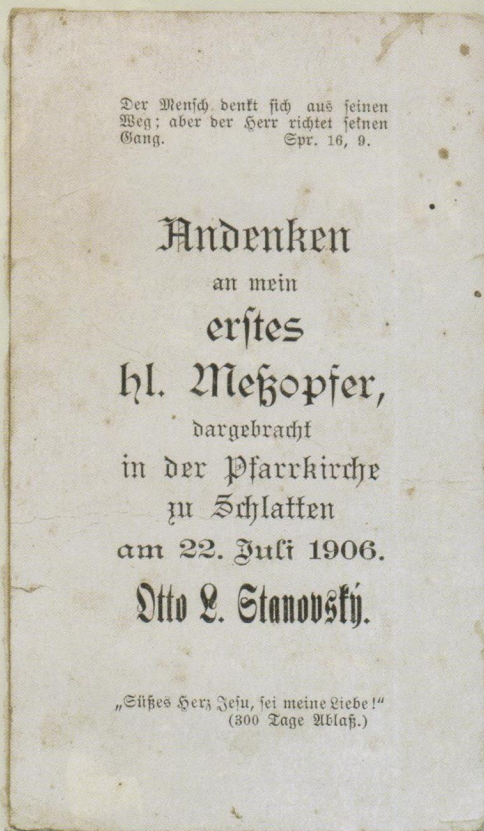 Der Mensch denkt sich aus seinen
Weg; aber der Herr richtet seinen
Gang. Spr. 16, 9.
Andenken
an mein
erstes
hl. Meßopfer,
dargebracht
in der Pfarrkirche
zu Schlatten
am 22. Juli 1906.
Otto L. Stanovský.
„Süßes Herz Jesu, sei meine Liebe!“
(300 Tage Ablaß.)